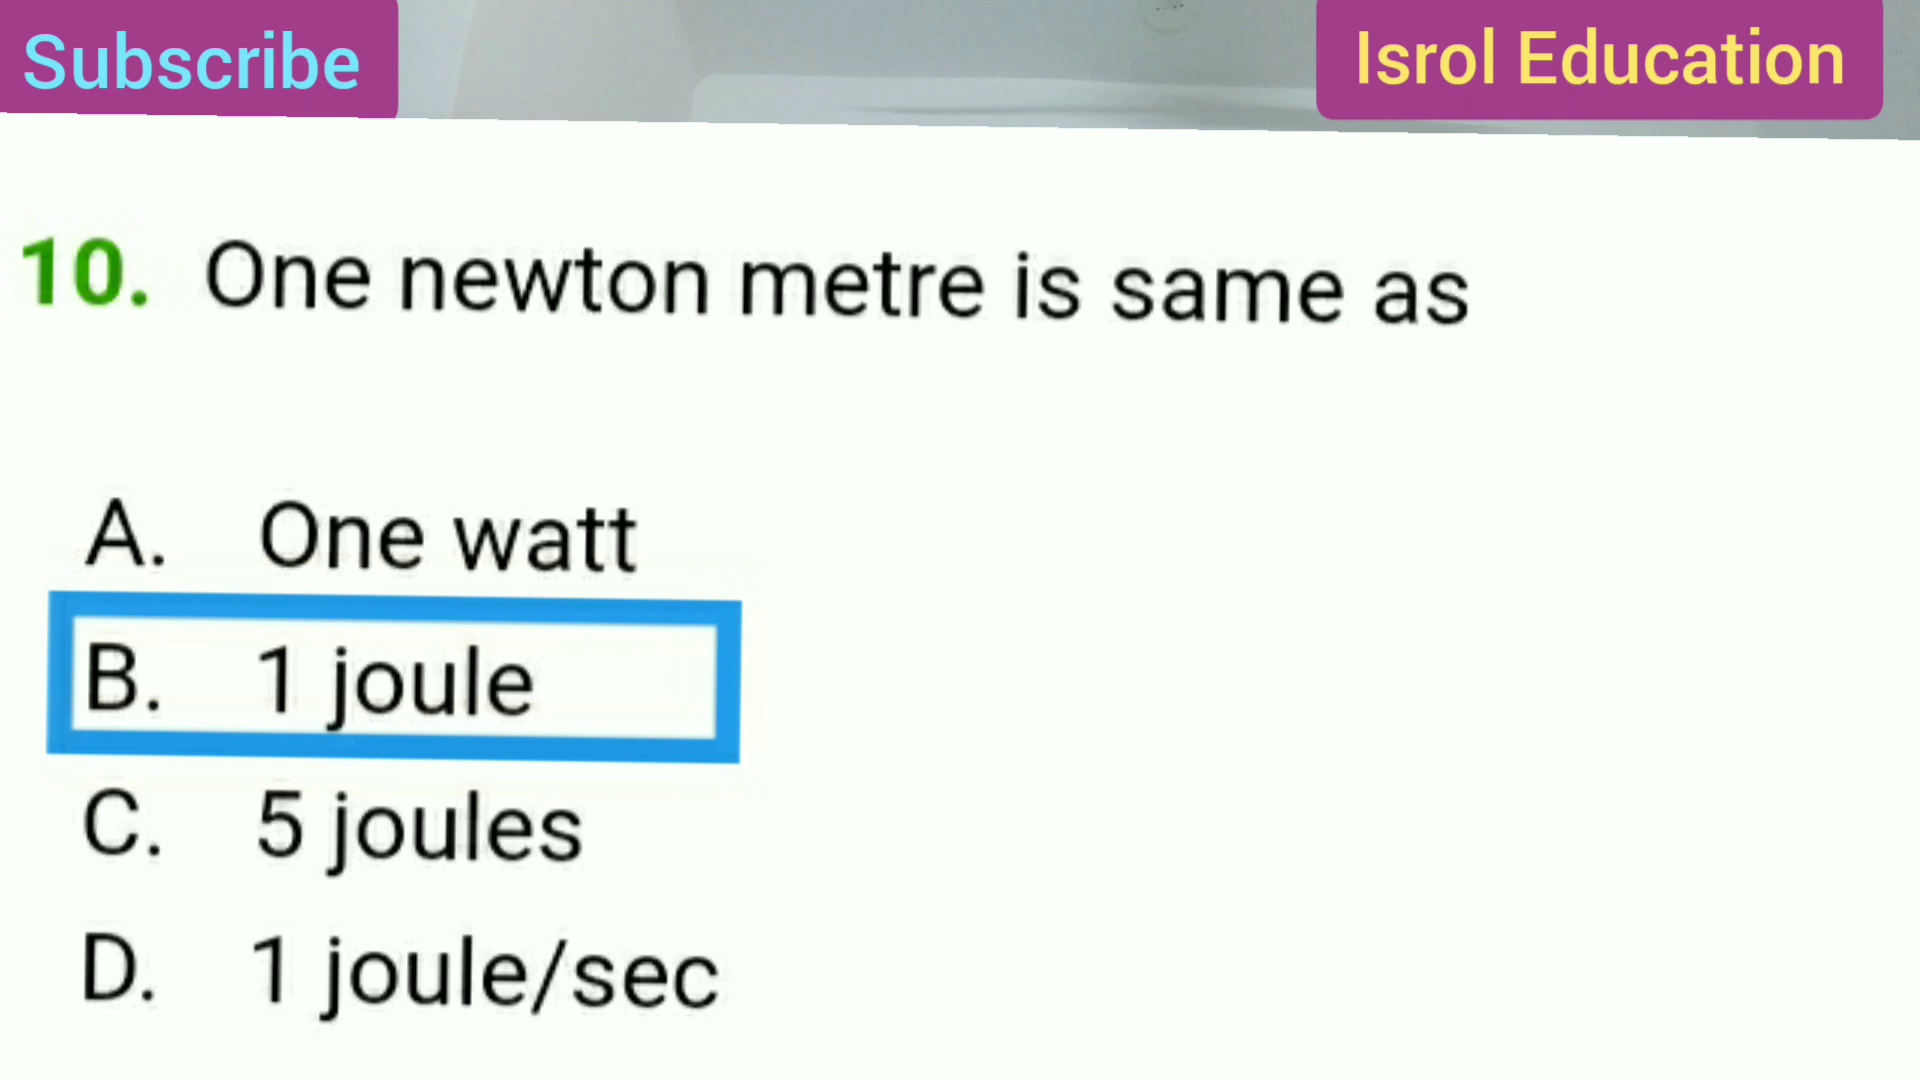 Subscribe
Isrol Education
10. One newton metre is same as
A. One watt
B. 1 joule
C. 5 joules
D. 1 joule/sec